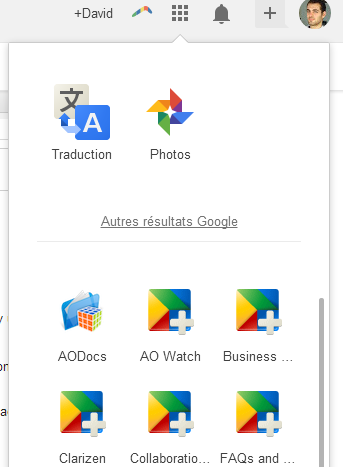 +David
文
A
Traduction Photos
Autres résultats Google
AODocs AO Watch Business ...
Clarizen Collaboratio... FAQs and ...